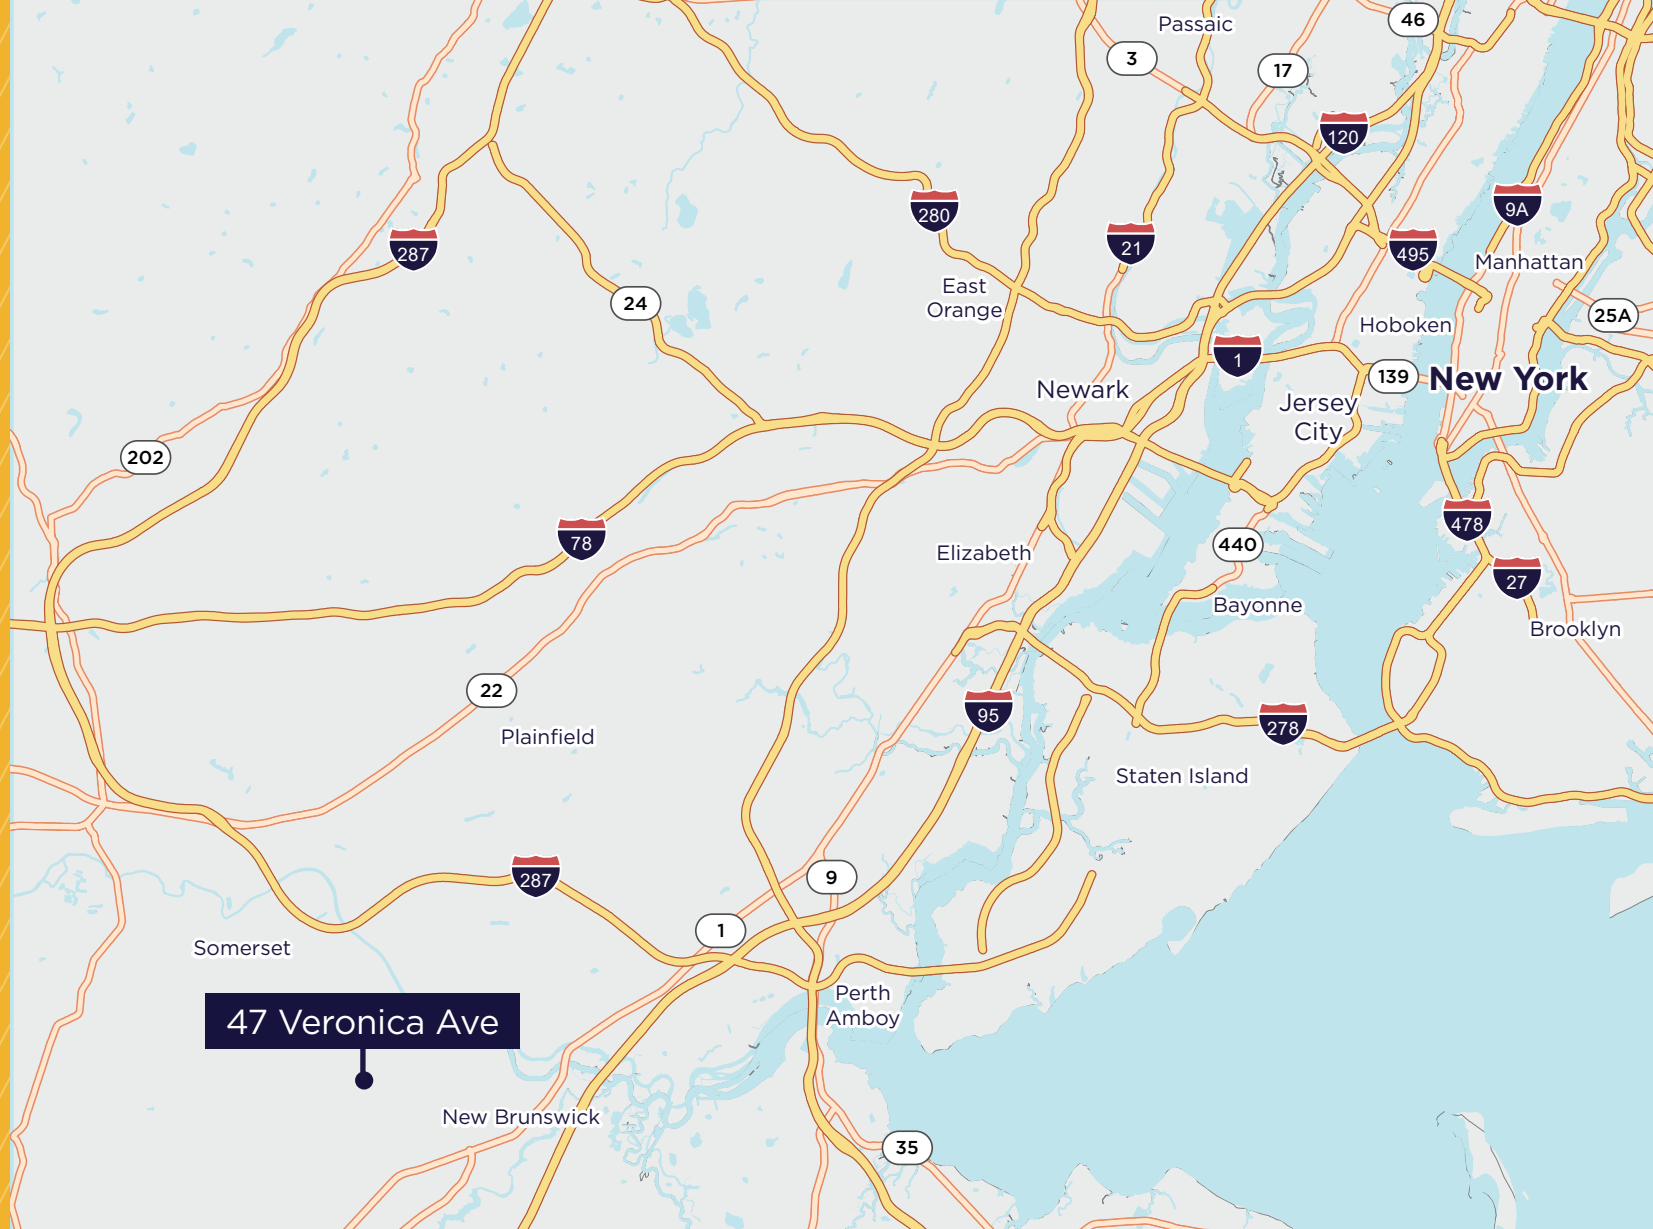 46
Passaic
3
17
120
280
9A
21
287
495
Manhattan
East
Orange
24
25A
Hoboken
1
139
New York
Newark
Jersey
City
202
478
78
440
Elizabeth
27
Bayonne
Brooklyn
22
95
278
Plainfield
Staten Island
287
9
1
Somerset
Perth
Amboy
47 Veronica Ave
New Brunswick
35